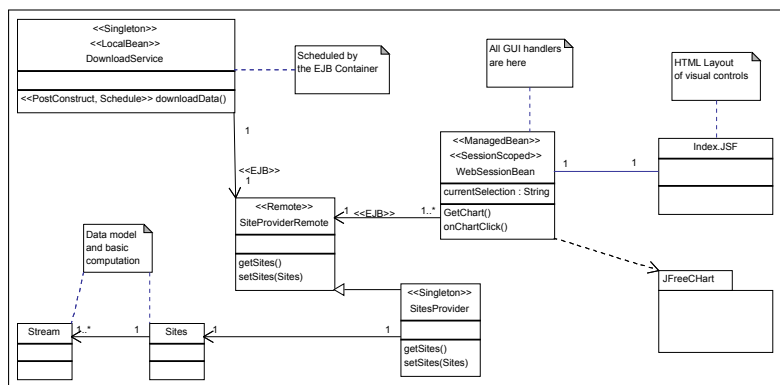 <<Singleton>>
<<LocalBean>>
DownloadService
<<PostConstruct, Schedule>> downloadData()
Scheduled by
the EJB Container
All GUI handlers
are here
HTML Layout
of visual controls
<<ManagedBean>>
<<SessionScoped>>
WebSessionBean
currentSelection : String
GetChart()
onChartClick()
1
1
Index.JSF
1
<<EJB>>
1
<<Remote>>
SiteProviderRemote
getSites()
setSites(Sites)
1
<<EJB>>
1..*
Data model
and basic
computation
JFreeCHart
<<Singleton>>
SitesProvider
getSites()
setSites(Sites)
Stream
1..*
1
Sites
1
1